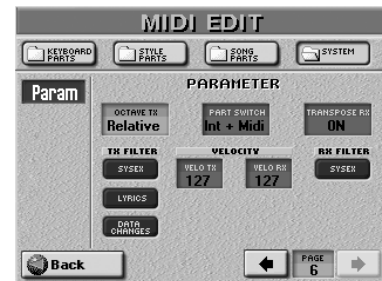 MIDI EDIT
KEYBOARD PARTS
STYLE PARTS
SONG PARTS
SYSTEM
Param
PARAMETER
OCTAVE TX
Relative
PART SWITCH
Int + Midi
TRANSPOSE RX
ON
TX FILTER
VELOCITY
RX FILTER
SYSEX
VELO TX
127
VELO RX
127
SYSEX
LYRICS
DATA CHANGES
Back
PAGE
6